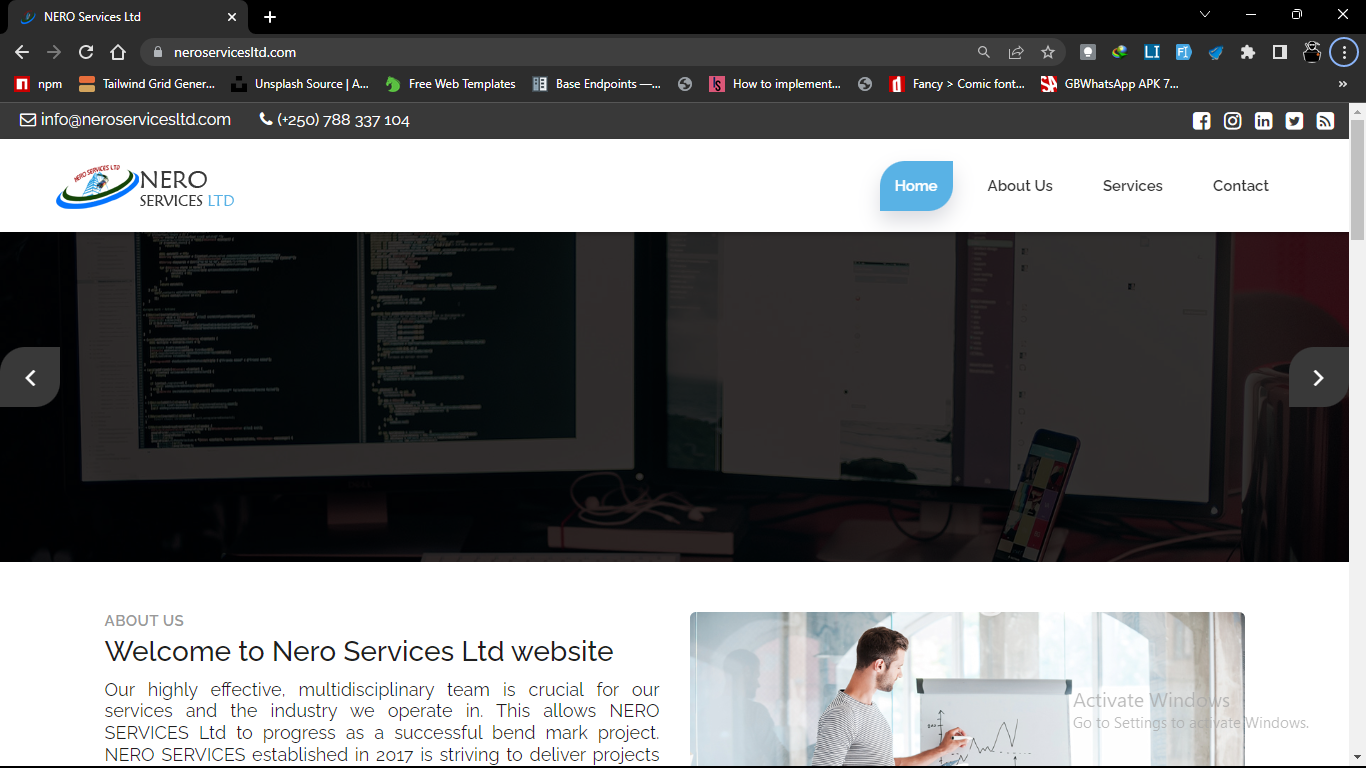 NERO Services Ltd
neroservicesltd.com
npm
Tailwind Grid Gener...
Unsplash Source | A...
Free Web Templates
Base Endpoints —...
How to implement...
Fancy > Comic font...
GBWhatsApp APK 7...
info@neroservicesltd.com (+250) 788 337 104
NERO SERVICES LTD
NERO
SERVICES LTD
Home About Us Services Contact
ABOUT US
Welcome to Nero Services Ltd website
Our highly effective, multidisciplinary team is crucial for our
services and the industry we operate in. This allows NERO
SERVICES Ltd to progress as a successful bend mark project.
NERO SERVICES established in 2017 is striving to deliver projects
Activate Windows
Go to Settings to activate Windows.